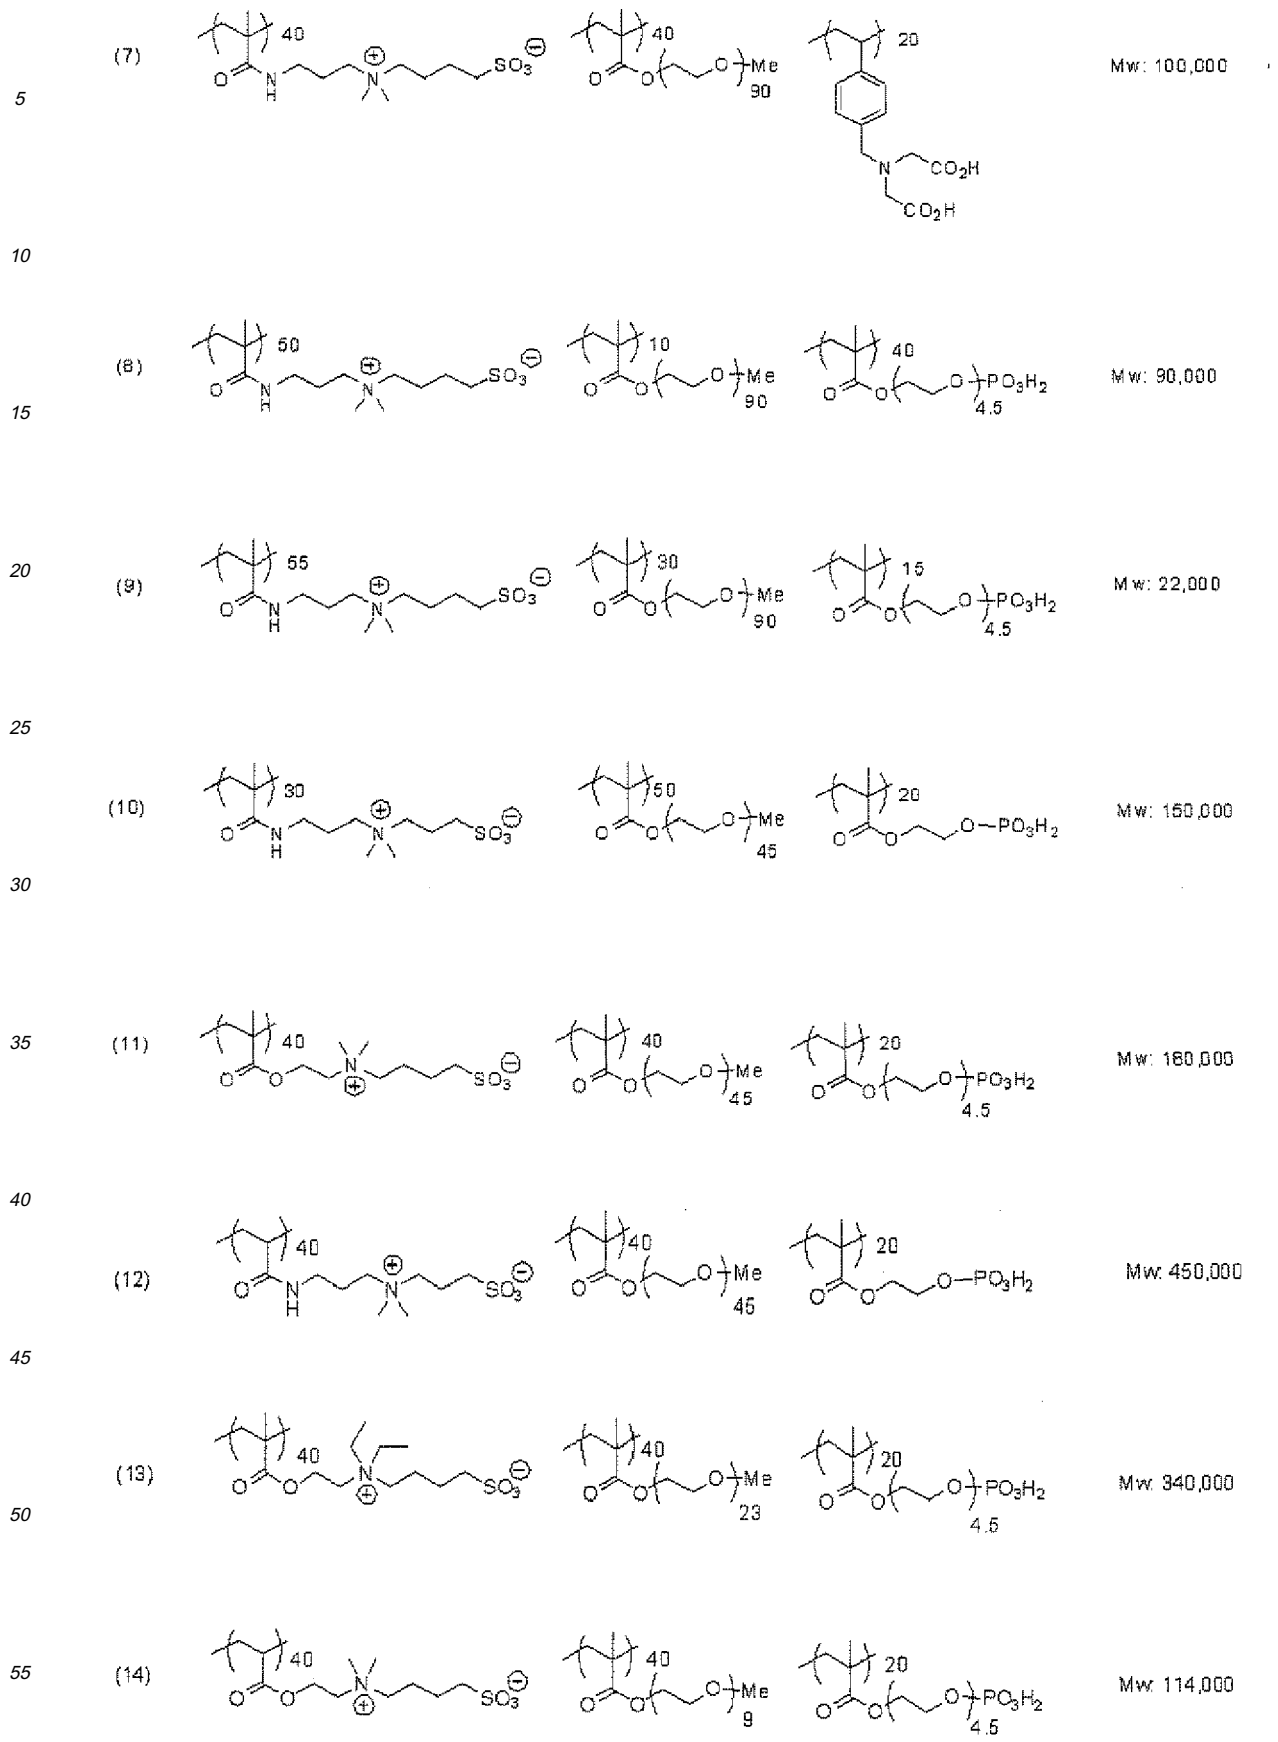 (7) 40 O N H ⊕ N SO3 ⊖ 40 O O O Me 90 20 N CO2H CO2H Mw: 100,000
5
10
(8) 50 O N H ⊕ N SO3 ⊖ 10 O O O Me 90 40 O O O PO3H2 4.5 Mw: 90,000
15
(9) 55 O N H ⊕ N SO3 ⊖ 30 O O O Me 90 15 O O O PO3H2 4.5 Mw: 22,000
20
25
(10) 30 O N H ⊕ N SO3 ⊖ 50 O O O Me 45 20 O O O PO3H2 Mw: 150,000
30
35
(11) 40 O O N ⊕ SO3 ⊖ 40 O O O Me 45 20 O O O PO3H2 4.5 Mw: 160,000
40
(12) 40 O N H ⊕ N SO3 ⊖ 40 O O O Me 45 20 O O O PO3H2 Mw: 450,000
45
(13) 40 O O N ⊕ SO3 ⊖ 40 O O O Me 23 20 O O O PO3H2 4.5 Mw: 340,000
50
55
(14) 40 O O N ⊕ SO3 ⊖ 40 O O O Me 9 20 O O O PO3H2 4.5 Mw: 114,000